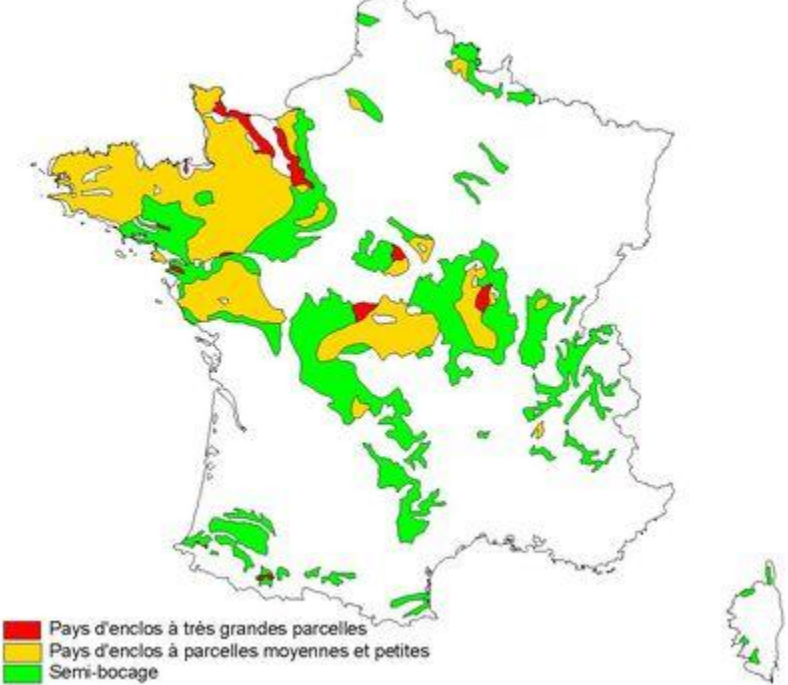 Pays d'enclos à très grandes parcelles
Pays d'enclos à parcelles moyennes et petites
Semi-bocage